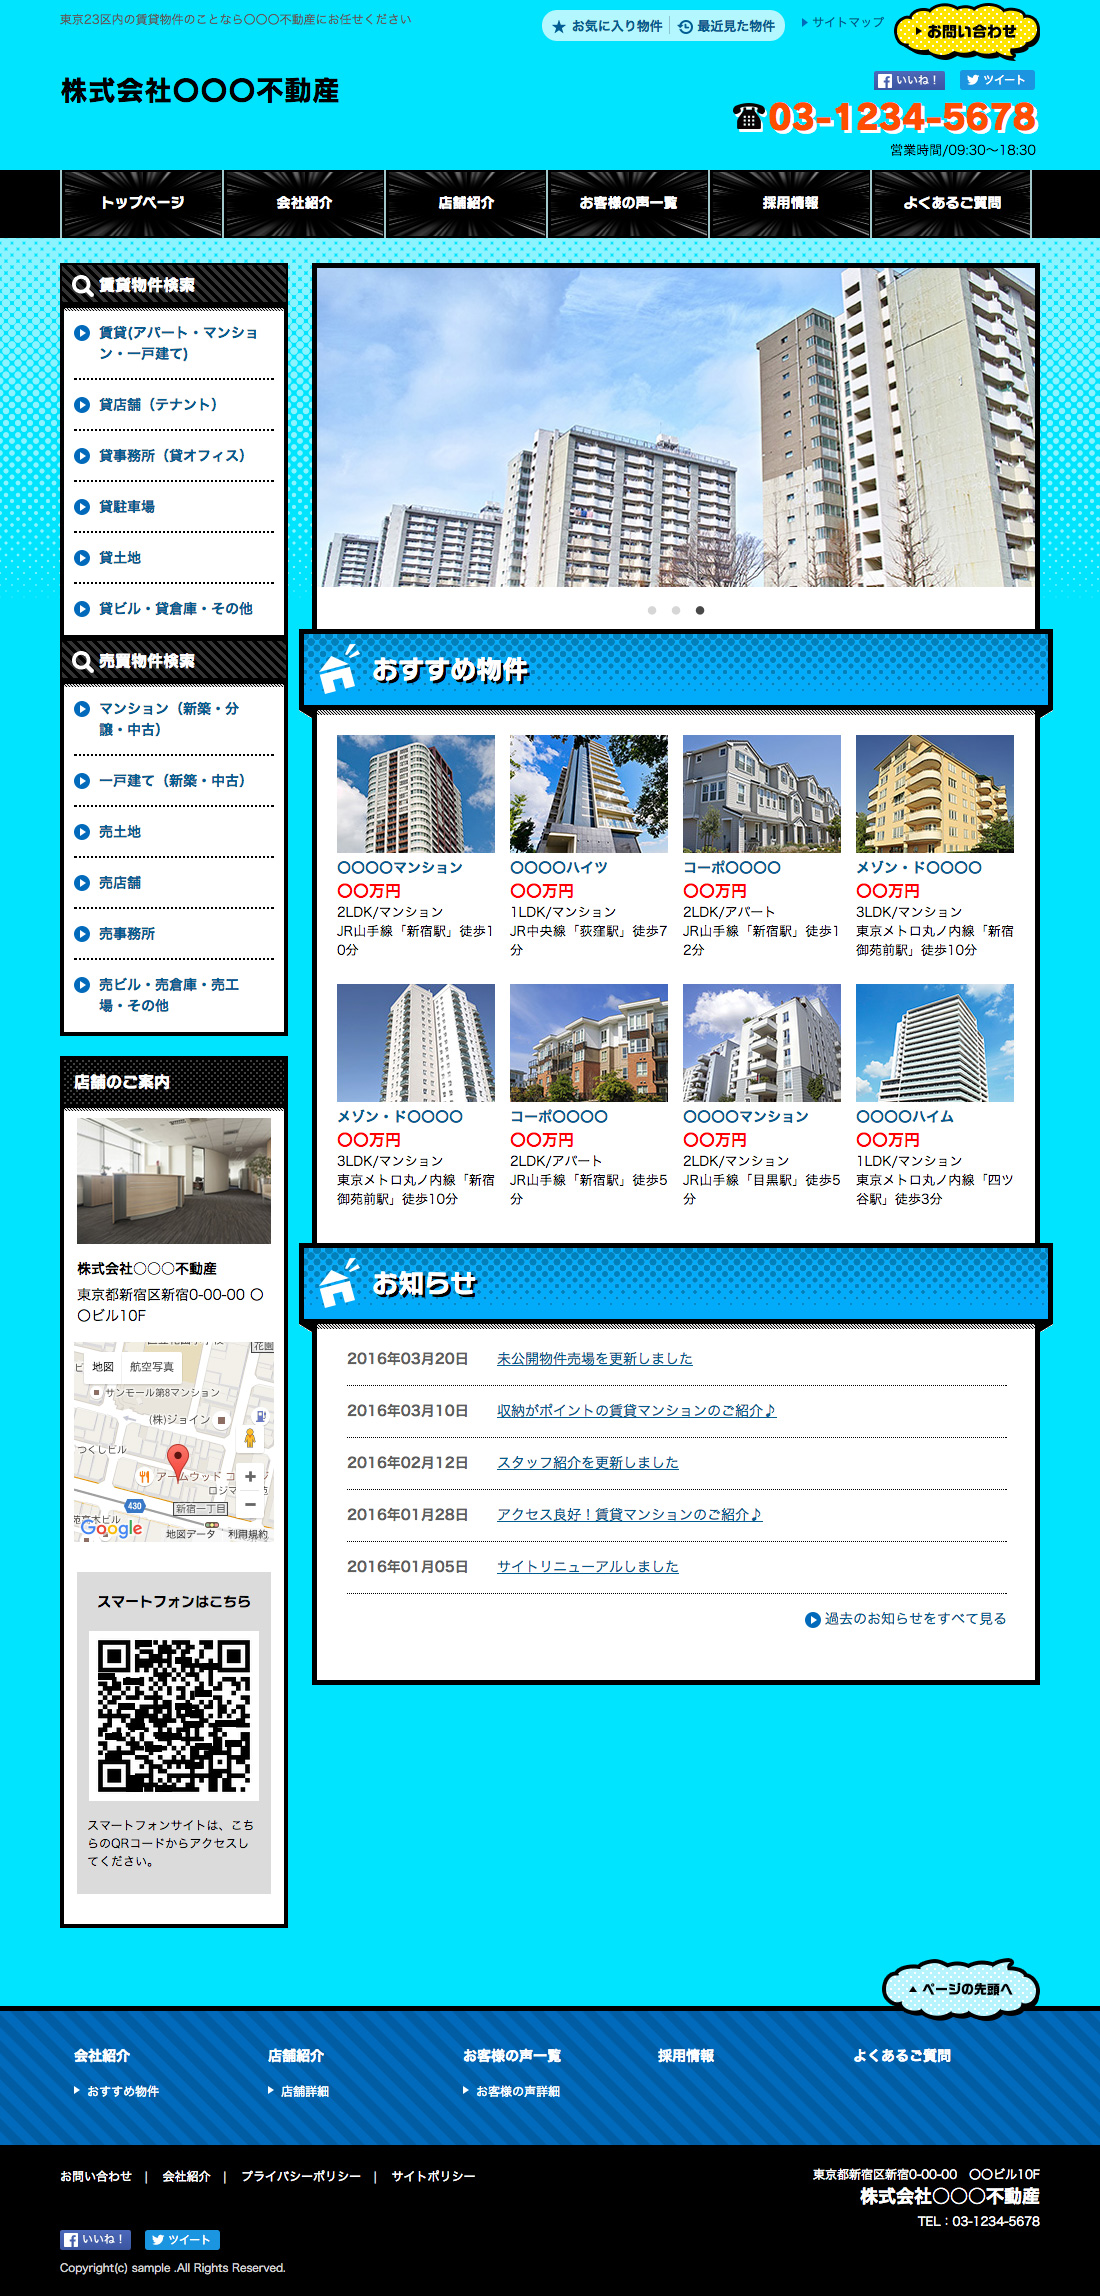 東京23区内の賃貸物件のことなら〇〇〇不動産にお任せください
お気に入り物件
最近見た物件
サイトマップ
お問い合わせ
株式会社〇〇〇不動産
いいね！
ツイート
03-1234-5678
営業時間/09:30〜18:30
トップページ
会社紹介
店舗紹介
お客様の声一覧
採用情報
よくあるご質問
賃貸物件検索
賃貸(アパート・マンショ
ン・一戸建て)
貸店舗（テナント）
貸事務所（貸オフィス）
貸駐車場
貸土地
貸ビル・貸倉庫・その他
売買物件検索
マンション（新築・分
譲・中古）
一戸建て（新築・中古）
売土地
売店舗
売事務所
売ビル・売倉庫・売工
場・その他
店舗のご案内
株式会社〇〇〇不動産
東京都新宿区新宿0-00-00 〇
〇ビル10F
地図
航空写真
花園
サンモール第8マンション
(株)ジョイン
つくしビル
アームウッド コ
ロジマ
430
新宿一丁目
Google
地図データ
利用規約
スマートフォンはこちら
スマートフォンサイトは、こち
らのQRコードからアクセスし
てください。
おすすめ物件
〇〇〇〇マンション
〇〇万円
2LDK/マンション
JR山手線「新宿駅」徒歩1
0分
〇〇〇〇ハイツ
〇〇万円
1LDK/マンション
JR中央線「荻窪駅」徒歩7
分
コーポ〇〇〇〇
〇〇万円
2LDK/アパート
JR山手線「新宿駅」徒歩1
2分
メゾン・ド〇〇〇〇
〇〇万円
3LDK/マンション
東京メトロ丸ノ内線「新宿
御苑前駅」徒歩10分
メゾン・ド〇〇〇〇
〇〇万円
3LDK/マンション
東京メトロ丸ノ内線「新宿
御苑前駅」徒歩10分
コーポ〇〇〇〇
〇〇万円
2LDK/アパート
JR山手線「新宿駅」徒歩5
分
〇〇〇〇マンション
〇〇万円
2LDK/マンション
JR山手線「目黒駅」徒歩5
分
〇〇〇〇ハイム
〇〇万円
1LDK/マンション
東京メトロ丸ノ内線「四ツ
谷駅」徒歩3分
お知らせ
2016年03月20日 未公開物件売場を更新しました
2016年03月10日 収納がポイントの賃貸マンションのご紹介♪
2016年02月12日 スタッフ紹介を更新しました
2016年01月28日 アクセス良好！賃貸マンションのご紹介♪
2016年01月05日 サイトリニューアルしました
過去のお知らせをすべて見る
ページの先頭へ
会社紹介
おすすめ物件
店舗紹介
店舗詳細
お客様の声一覧
お客様の声詳細
採用情報
よくあるご質問
お問い合わせ | 会社紹介 | プライバシーポリシー | サイトポリシー
東京都新宿区新宿0-00-00 〇〇ビル10F
株式会社〇〇〇不動産
TEL：03-1234-5678
いいね！
ツイート
Copyright(c) sample .All Rights Reserved.